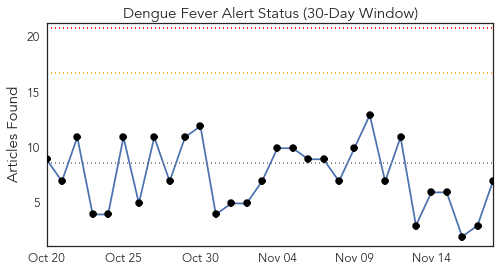 Dengue Fever Alert Status (30-Day Window)
Articles Found
20
15
10
5
Oct 20 Oct 25 Oct 30 Nov 04 Nov 09 Nov 14